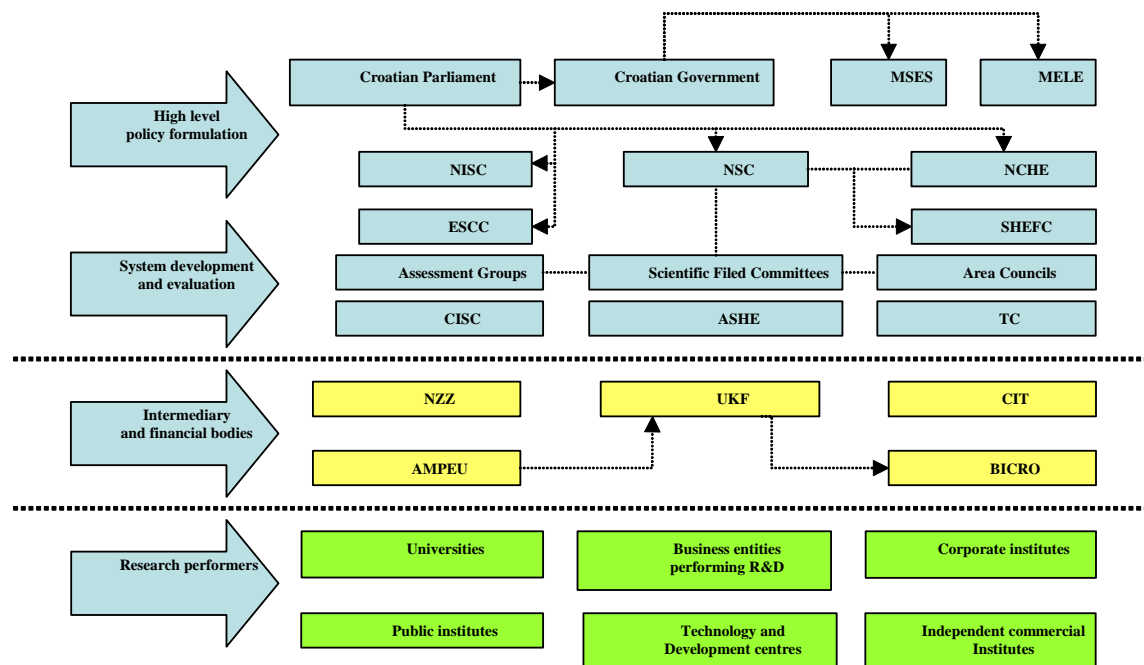 Croatian Parliament
Croatian Government
MSES
MELE
High level
policy formulation
NISC
NSC
NCHE
ESCC
SHEFC
System development
and evaluation
Assessment Groups
Scientific Filed Committees
Area Councils
CISC
ASHE
TC
Intermediary
and financial bodies
NZZ
UKF
CIT
AMPEU
BICRO
Research performers
Universities
Business entities
performing R&D
Corporate institutes
Public institutes
Technology and
Development centres
Independent commercial
Institutes